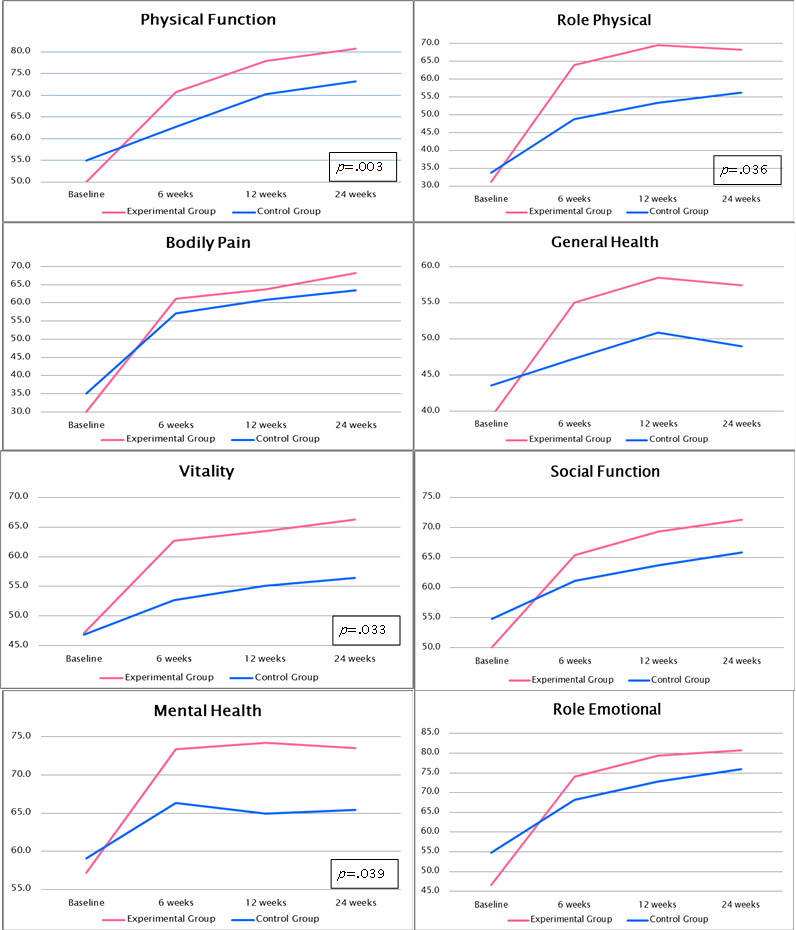 Physical Function
80.0
75.0
70.0
65.0
60.0
55.0
50.0
p=.003
Baseline 6 weeks 12 weeks 24 weeks
Experimental Group Control Group
Role Physical
70.0
65.0
60.0
55.0
50.0
45.0
40.0
35.0
30.0
p=.036
Baseline 6 weeks 12 weeks 24 weeks
Experimental Group Control Group
Bodily Pain
70.0
65.0
60.0
55.0
50.0
45.0
40.0
35.0
30.0
Baseline 6 weeks 12 weeks 24 weeks
Experimental Group Control Group
General Health
60.0
55.0
50.0
45.0
40.0
Baseline 6 weeks 12 weeks 24 weeks
Experimental Group Control Group
Vitality
70.0
65.0
60.0
55.0
50.0
45.0
p=.033
Baseline 6 weeks 12 weeks 24 weeks
Experimental Group Control Group
Social Function
75.0
70.0
65.0
60.0
55.0
50.0
Baseline 6 weeks 12 weeks 24 weeks
Experimental Group Control Group
Mental Health
75.0
70.0
65.0
60.0
55.0
p=.039
Baseline 6 weeks 12 weeks 24 weeks
Experimental Group Control Group
Role Emotional
85.0
80.0
75.0
70.0
65.0
60.0
55.0
50.0
45.0
Baseline 6 weeks 12 weeks 24 weeks
Experimental Group Control Group